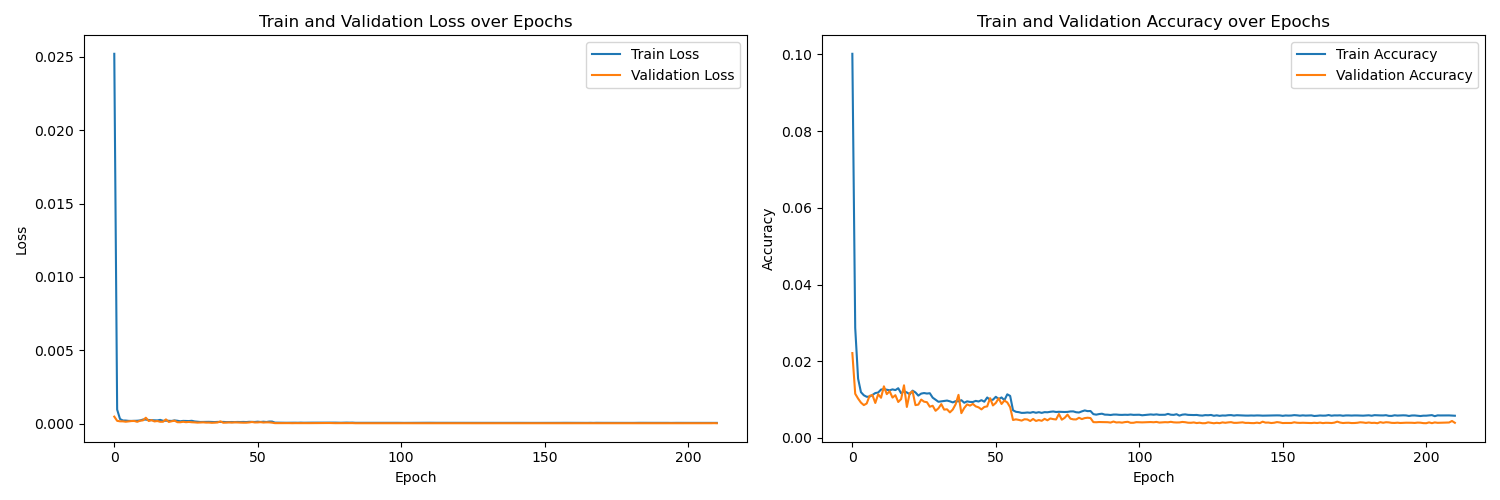 Train and Validation Loss over Epochs
Train Loss
Validation Loss
0.025
0.020
0.015
0.010
0.005
0.000
Loss
0
50
100
150
200
Epoch
Train and Validation Accuracy over Epochs
Train Accuracy
Validation Accuracy
0.10
0.08
0.06
0.04
0.02
0.00
Accuracy
0
50
100
150
200
Epoch